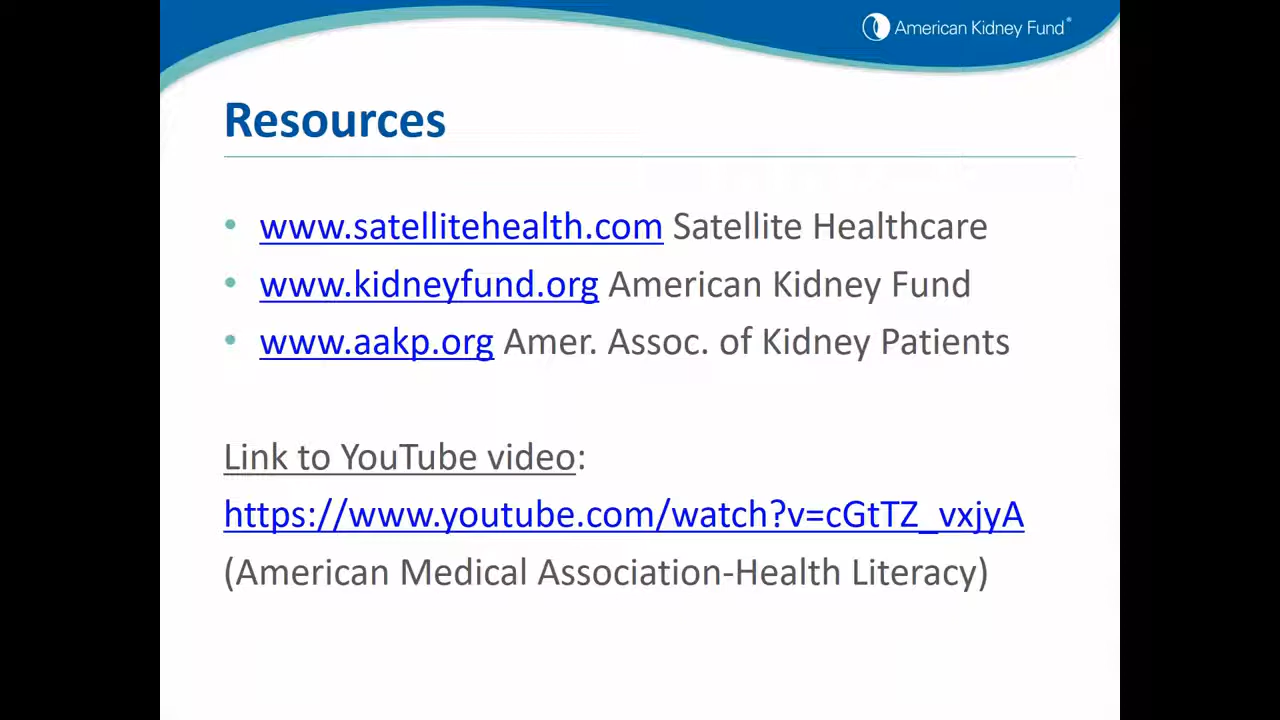 American Kidney Fund®
Resources
• www.satellitehealth.com Satellite Healthcare
• www.kidneyfund.org American Kidney Fund
• www.aakp.org Amer. Assoc. of Kidney Patients
Link to YouTube video:
https://www.youtube.com/watch?v=cGtTZ_vxjyA
(American Medical Association-Health Literacy)